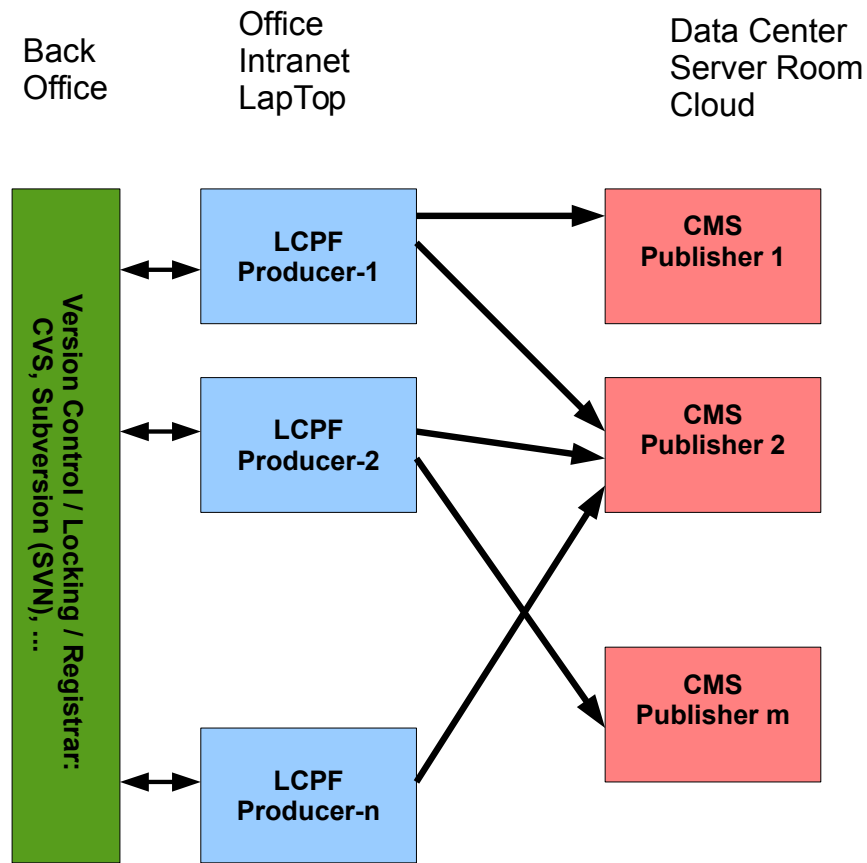 Back
Office
Office
Intranet
LapTop
Data Center
Server Room
Cloud
Version Control / Locking / Registrar:
CVS, Subversion (SVN), ...
LCPF
Producer-1
CMS
Publisher 1
LCPF
Producer-2
CMS
Publisher 2
LCPF
Producer-n
CMS
Publisher m